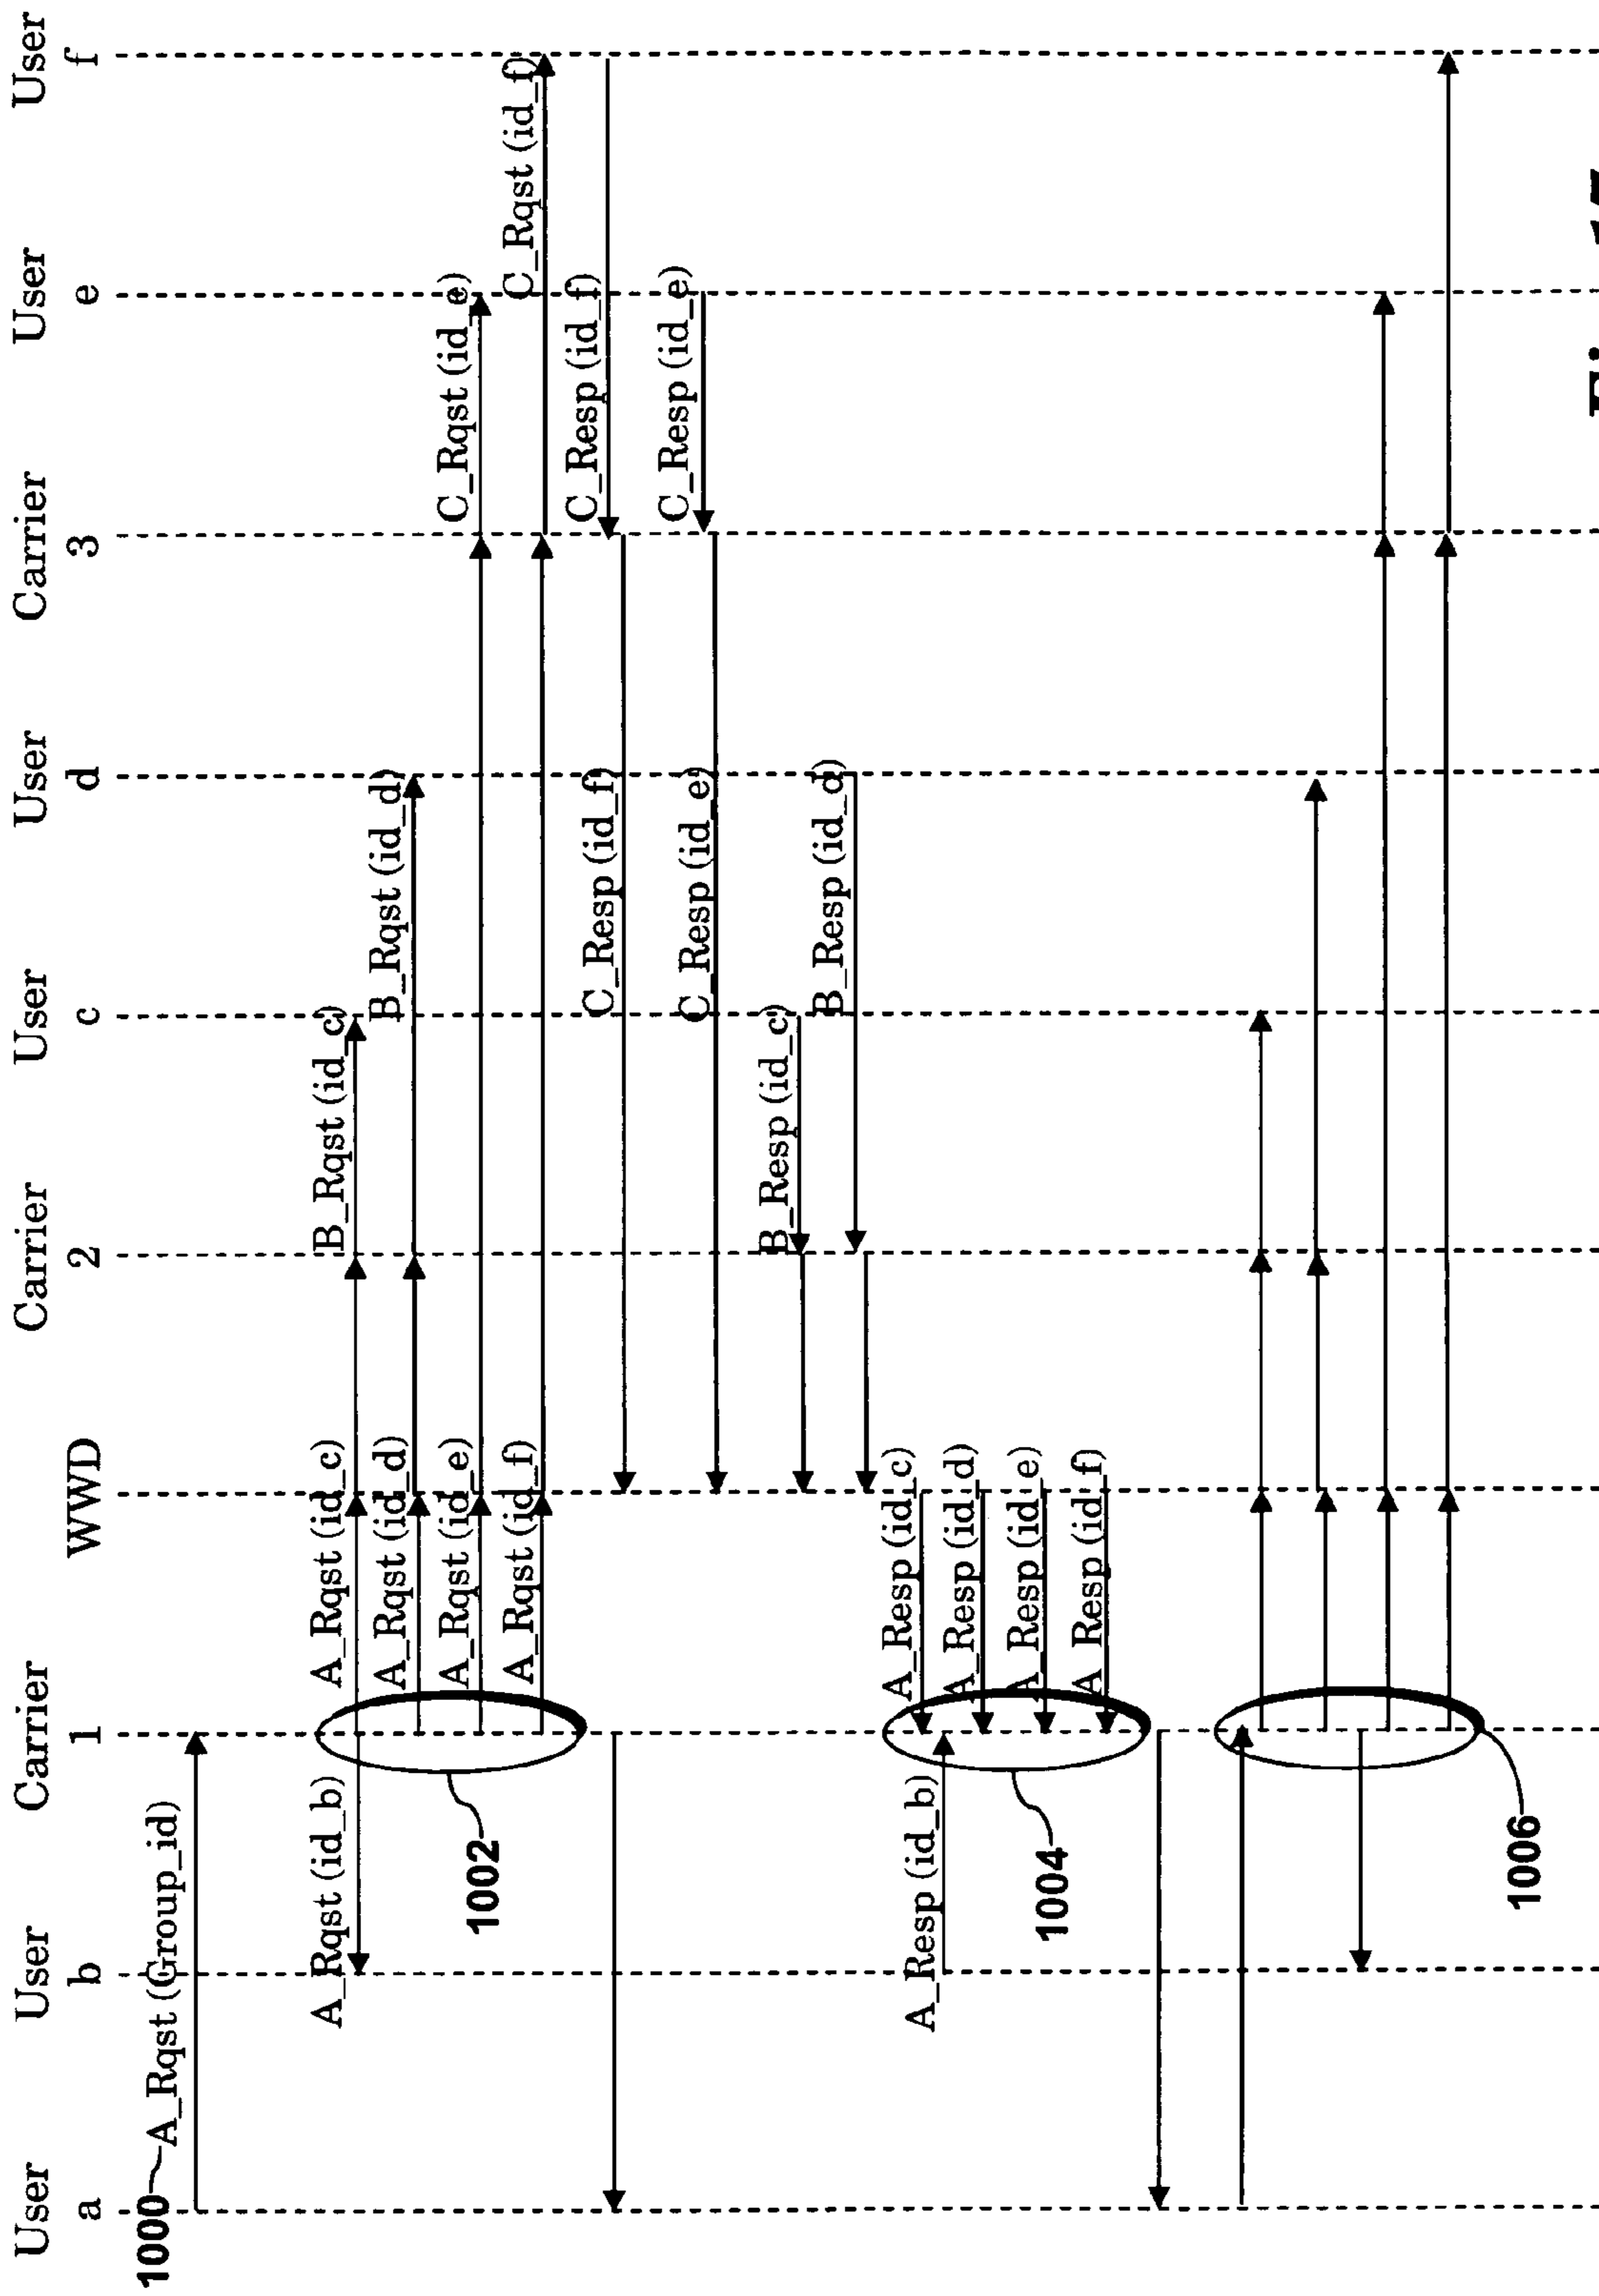 User User Carrier Carrier User User Carrier User User
a b 1 WWD 2 c d 3 e f
1000 A_Rqst (Group_id)
A_Rqst (id_b) A_Rqst (id_c) B_Rqst (id_c)
A_Rqst (id_d) B_Rqst (id_d)
A_Rqst (id_e) C_Rqst (id_e)
1002
A_Rqst (id_f) C_Rqst (id_f)
C_Resp (id_f)
C_Resp (id_f)
C_Resp (id_e)
C_Resp (id_e)
B_Resp (id_c)
B_Resp (id_d)
A_Resp (id_c)
A_Resp (id_b)
A_Resp (id_d)
A_Resp (id_e)
1004
A_Resp (id_f)
1006